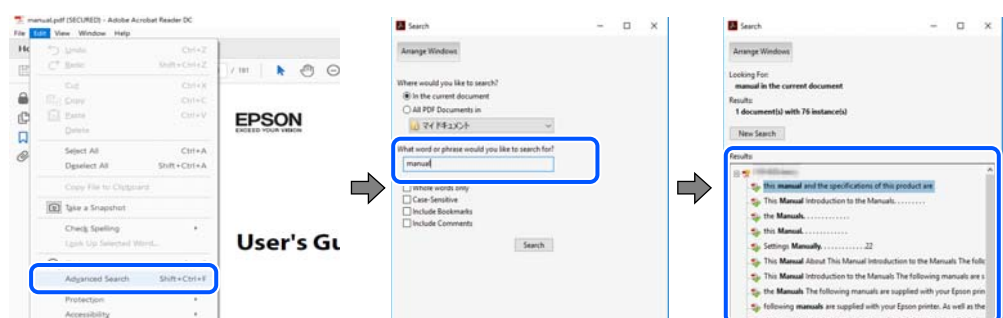 manual.pdf (SECURED) - Adobe Acrobat Reader DC
File Edit View Window Help
Undo Ctrl+Z
Redo Shift+Ctrl+Z
/ 191
Cut Ctrl+X
Copy Ctrl+C
Paste Ctrl+V
Delete
Select All Ctrl+A
Deselect All Shift+Ctrl+A
Copy File to Clipboard
Take a Snapshot
Check Spelling
Look Up Selected Word...
Advanced Search Shift+Ctrl+F
Protection
Accessibility
EPSON
EXCEED YOUR VISION
User's Gu
Search
Arrange Windows
Where would you like to search?
In the current document
All PDF Documents in
マイドキュメント
What word or phrase would you like to search for?
manual
Whole words only
Case-Sensitive
Include Bookmarks
Include Comments
Search
Search
Arrange Windows
Looking For:
manual in the current document
Results:
1 document(s) with 76 instance(s)
New Search
Results:
this manual and the specifications of this product are
This Manual Introduction to the Manuals. . . . . . . . .
the Manuals. . . . . . . . . . . . .
this Manual. . . . . . . . . . . . .
Settings Manually. . . . . . . . . . . . .22
This Manual About This Manual Introduction to the Manuals The follo
This Manual Introduction to the Manuals The following manuals are s
the Manuals The following manuals are supplied with your Epson prin
following manuals are supplied with your Epson printer. As well as the